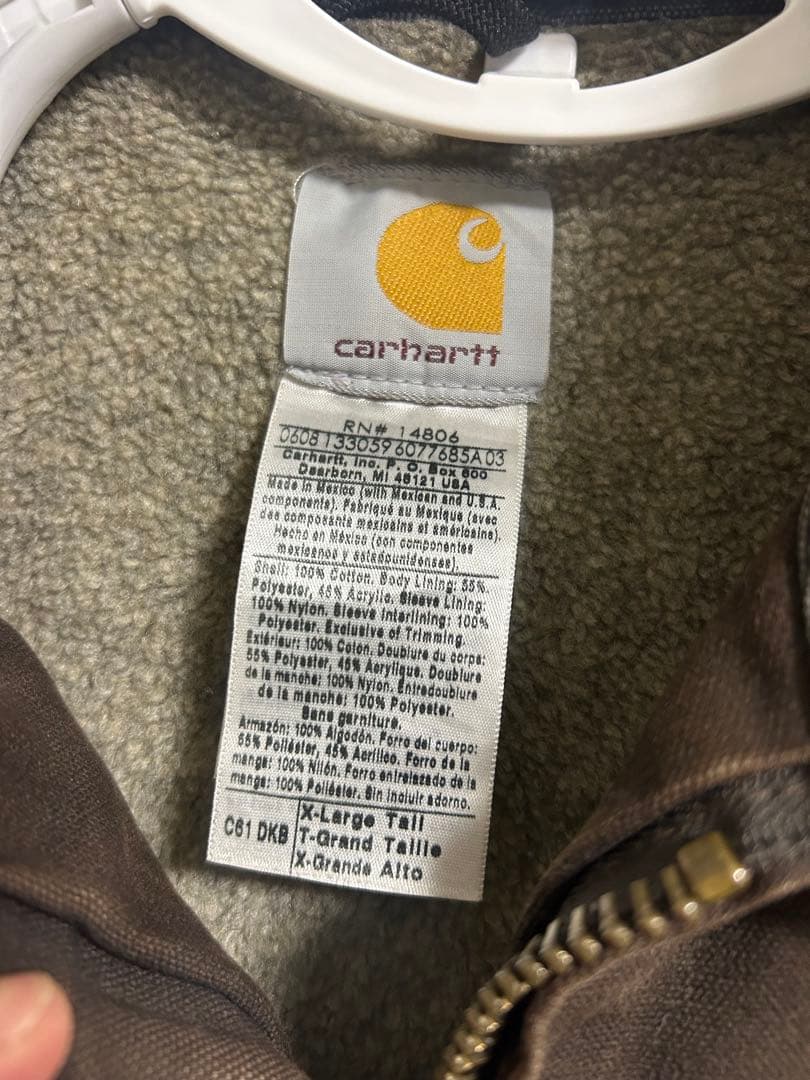 carhartt
RN# 14806
0608133059 6077685A 03
Carhartt, Inc. P. O. Box 600
Dearborn, MI 48121 USA
Made in Mexico (with Mexican and U.S.A.
components). Fabriqué au Mexique (avec
des composants mexicains et américains).
Hecho en México (con componentes
mexicanos y estadounidenses).
Shell: 100% Cotton. Body Lining: 55%
Polyester, 45% Acrylic. Sleeve Lining:
100% Nylon. Sleeve Interlining: 100%
Polyester. Exclusive of Trimming.
Extérieur: 100% Coton. Doublure du corps:
55% Polyester, 45% Acrylique. Doublure
de la manche: 100% Nylon. Entredoublure
de la manche: 100% Polyester.
Sans garniture.
Armazón: 100% Algodón. Forro del cuerpo:
55% Poliéster, 45% Acrílico. Forro de la
manga: 100% Nilón. Forro entrelazado de la
manga: 100% Poliéster. Sin incluir adorno.
C61 DKB
X-Large Tall
T-Grand Taille
X-Grande Alto